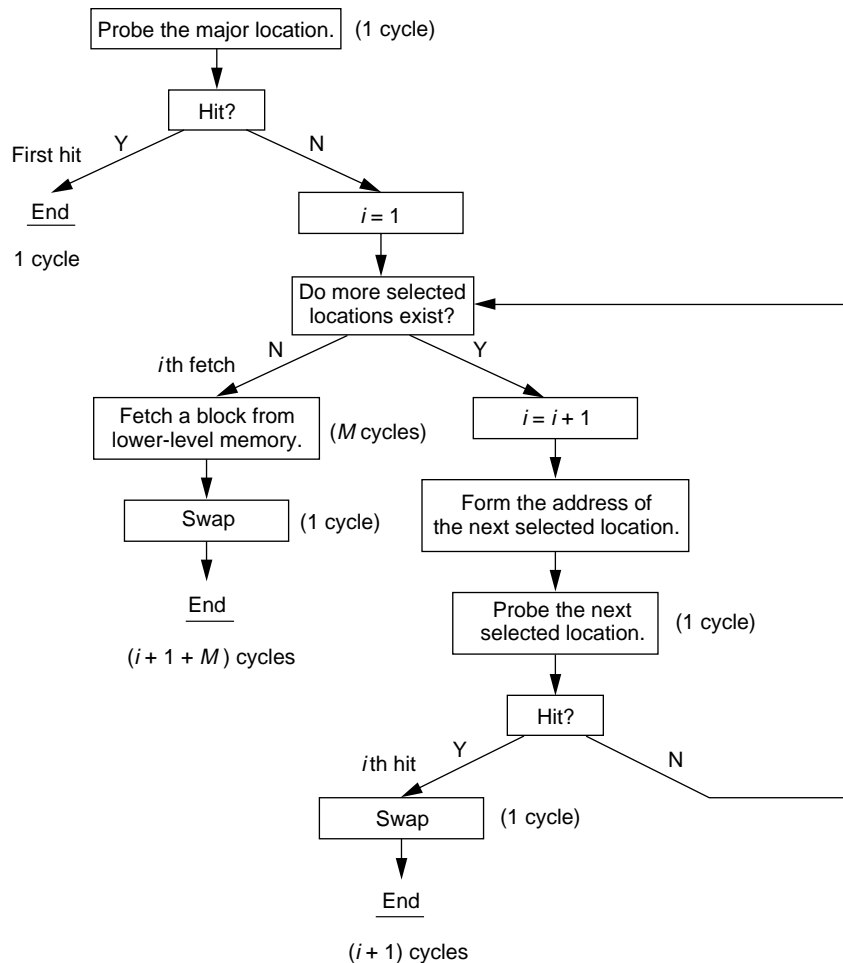 Probe the major location.
(1 cycle)
Hit?
Y
N
First hit
End
1 cycle
i = 1
Do more selected
locations exist?
N
Y
ith fetch
Fetch a block from
lower-level memory.
(M cycles)
i = i + 1
Swap
(1 cycle)
Form the address of
the next selected location.
End
Probe the next
selected location.
(1 cycle)
(i + 1 + M ) cycles
Hit?
Y
N
ith hit
Swap
(1 cycle)
End
(i + 1) cycles